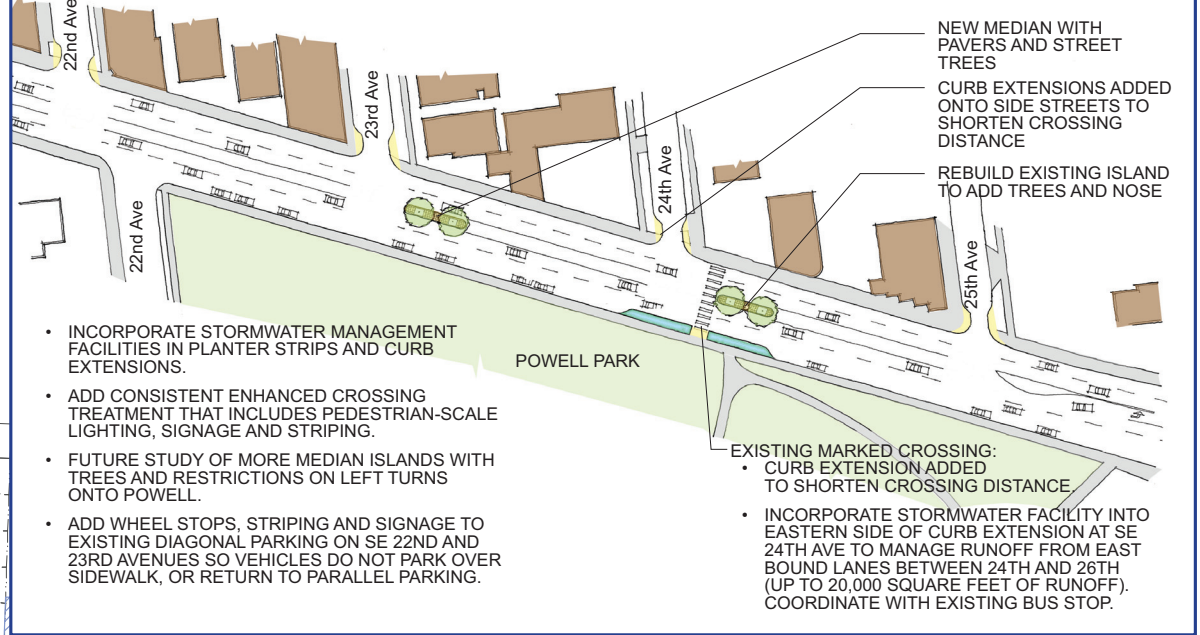 22nd Ave
23rd Ave
24th Ave
25th Ave
22nd Ave
NEW MEDIAN WITH
PAVERS AND STREET
TREES
CURB EXTENSIONS ADDED
ONTO SIDE STREETS TO
SHORTEN CROSSING
DISTANCE
REBUILD EXISTING ISLAND
TO ADD TREES AND NOSE
POWELL PARK
• INCORPORATE STORMWATER MANAGEMENT
FACILITIES IN PLANTER STRIPS AND CURB
EXTENSIONS.
• ADD CONSISTENT ENHANCED CROSSING
TREATMENT THAT INCLUDES PEDESTRIAN-SCALE
LIGHTING, SIGNAGE AND STRIPING.
• FUTURE STUDY OF MORE MEDIAN ISLANDS WITH
TREES AND RESTRICTIONS ON LEFT TURNS
ONTO POWELL.
• ADD WHEEL STOPS, STRIPING AND SIGNAGE TO
EXISTING DIAGONAL PARKING ON SE 22ND AND
23RD AVENUES SO VEHICLES DO NOT PARK OVER
SIDEWALK, OR RETURN TO PARALLEL PARKING.
EXISTING MARKED CROSSING:
• CURB EXTENSION ADDED
TO SHORTEN CROSSING DISTANCE.
• INCORPORATE STORMWATER FACILITY INTO
EASTERN SIDE OF CURB EXTENSION AT SE
24TH AVE TO MANAGE RUNOFF FROM EAST
BOUND LANES BETWEEN 24TH AND 26TH
(UP TO 20,000 SQUARE FEET OF RUNOFF).
COORDINATE WITH EXISTING BUS STOP.